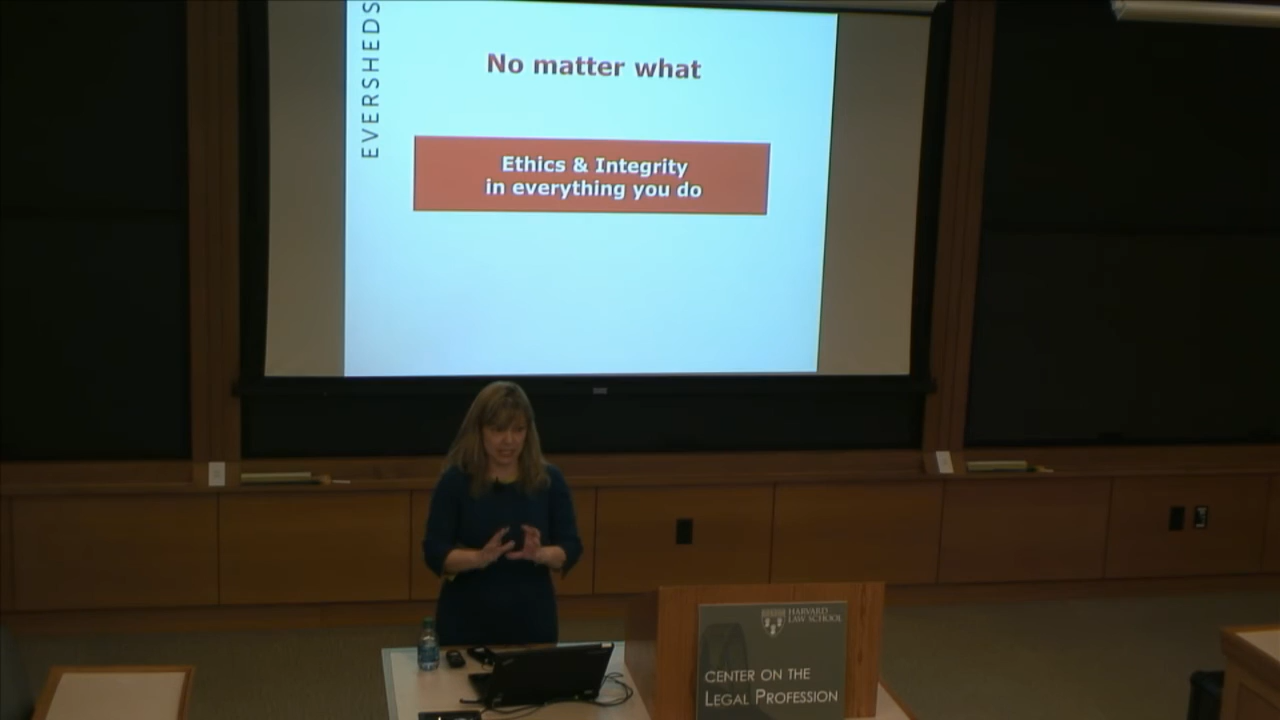 EVERSHEDS
No matter what
Ethics & Integrity
in everything you do
HARVARD
LAW SCHOOL
CENTER ON THE
LEGAL PROFESSION